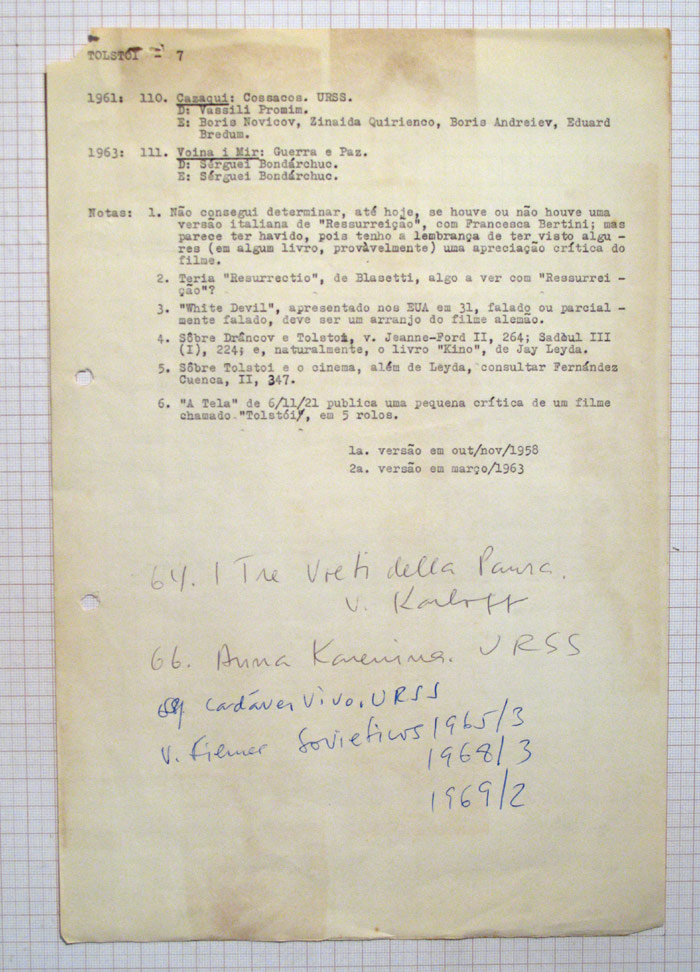 TOLSTÓI - 7
1961: 110. Cazaqui: Cossacos. URSS.
D: Vassili Promim.
E: Boris Novicov, Zinaida Quirienco, Boris Andreiev, Eduard
Bredum.
1963: 111. Voina i Mir: Guerra e Paz.
D: Sérguei Bondárchuc.
E: Sérguei Bondárchuc.
Notas: 1. Não consegui determinar, até hoje, se houve ou não houve uma
versão italiana de "Ressurreição", com Francesca Bertini; mas
parece ter havido, pois tenho a lembrança de ter visto algu-
res (em algum livro, provàvelmente) uma apreciação crítica do
filme.
2. Teria "Resurrectio", de Blasetti, algo a ver com "Ressurrei -
ção"?
3. "White Devil", apresentado nos EUA em 31, falado ou parcial -
mente falado, deve ser um arranjo do filme alemão.
4. Sôbre Drâncov e Tolstoi, v. Jeanne-Ford II, 264; Sadoul III
(I), 224; e, naturalmente, o livro "Kino", de Jay Leyda.
5. Sôbre Tolstoi e o cinema, além de Leyda, consultar Fernández
Cuenca, II, 347.
6. "A Tela" de 6/11/21 publica uma pequena crítica de um filme
chamado "Tolstói", em 5 rolos.
1a. versão em out/nov/1958
2a. versão em março/1963
64. I Tre Volti della Paura.
v. Karloff
66. Anna Karenina. URSS
69 Cadáver Vivo. URSS
v. Filmes Sovieticos 1965/3
1968/3
1969/2